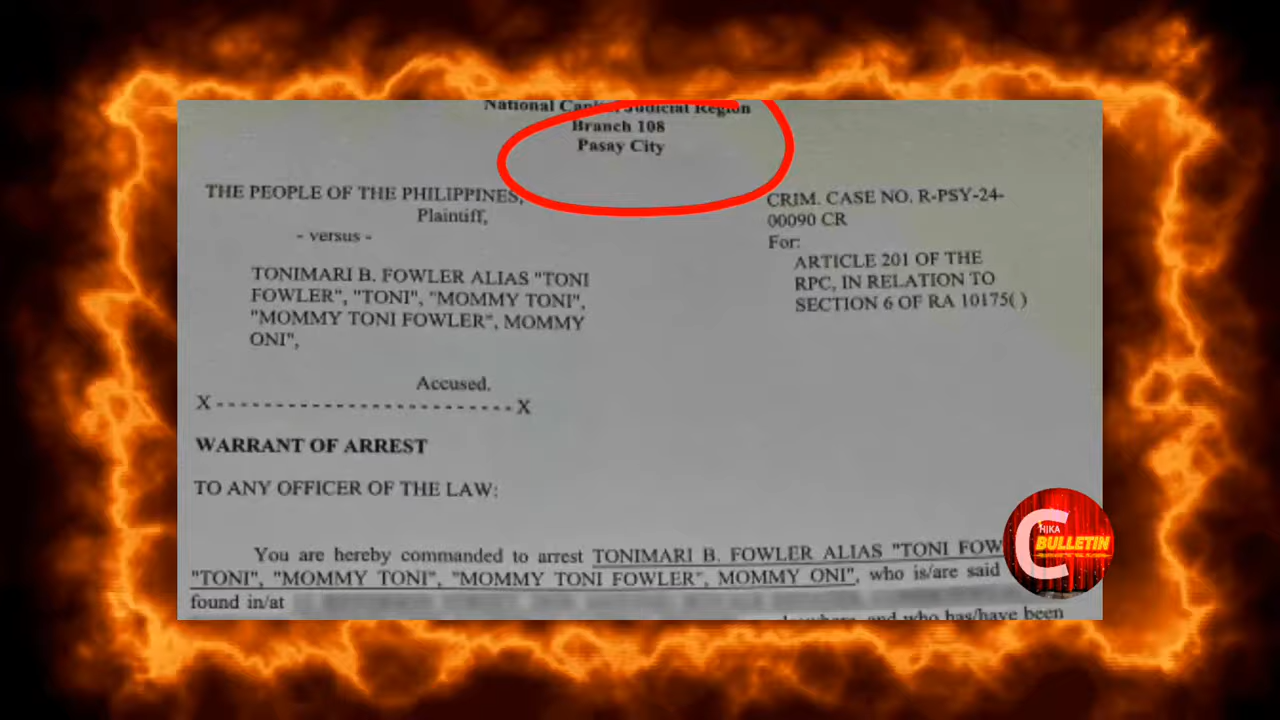 National Capital Judicial Region
Branch 108
Pasay City
THE PEOPLE OF THE PHILIPPINES,
Plaintiff,
- versus -
TONIMARI B. FOWLER ALIAS "TONI
FOWLER", "TONI", "MOMMY TONI",
"MOMMY TONI FOWLER", MOMMY
ONI",
Accused.
X--------------------------X
CRIM. CASE NO. R-PSY-24-
00090 CR
For:
ARTICLE 201 OF THE
RPC, IN RELATION TO
SECTION 6 OF RA 10175( )
WARRANT OF ARREST
TO ANY OFFICER OF THE LAW:
You are hereby commanded to arrest TONIMARI B. FOWLER ALIAS "TONI FOW
"TONI", "MOMMY TONI", "MOMMY TONI FOWLER", MOMMY ONI", who is/are said
found in/at
and who has/have been
CHIKA
BULLETIN